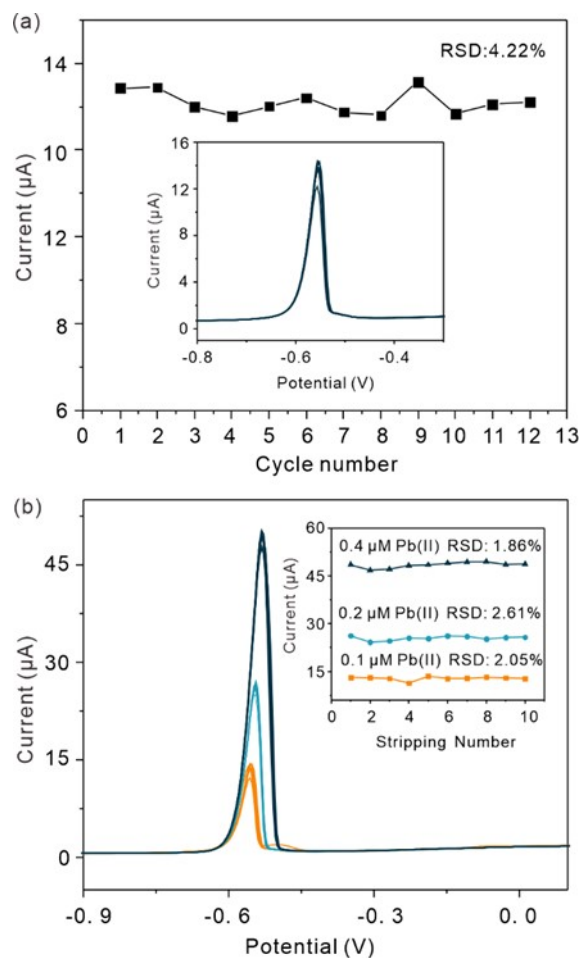 (a)
RSD:4.22%
14
10
12
8
6
Current (µA)
0 1 2 3 4 5 6 7 8 9 10 11 12 13
Cycle number
16
12
8
4
0
Current (µA)
-0.8 -0.6 -0.4
Potential (V)
(b)
45
30
15
0
Current (µA)
-0.9 -0.6 -0.3 0.0
Potential (V)
60
45
30
15
Current (µA)
0.4 µM Pb(II) RSD: 1.86%
0.2 µM Pb(II) RSD: 2.61%
0.1 µM Pb(II) RSD: 2.05%
0 2 4 6 8 10
Stripping Number